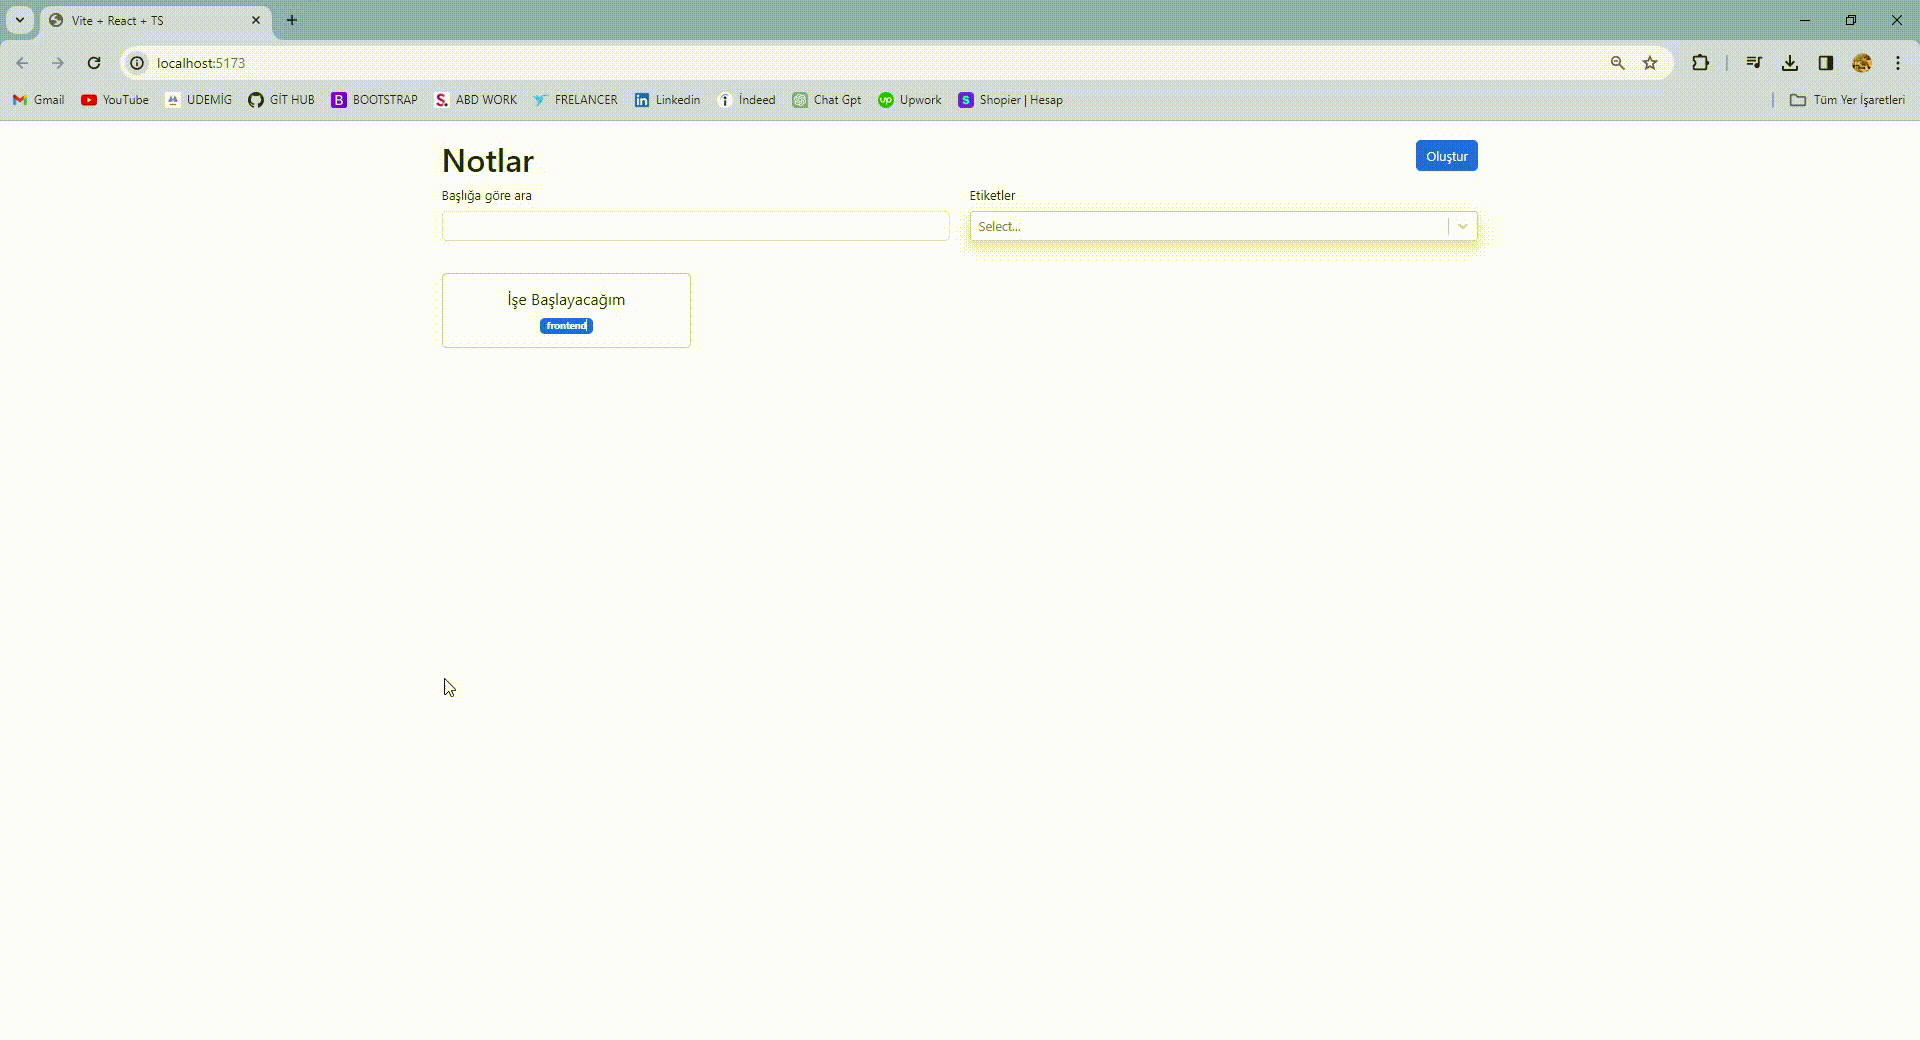 Vite + React + TS
localhost:5173
Gmail YouTube UDEMİG GİT HUB BOOTSTRAP ABD WORK FRELANCER Linkedin İndeed Chat Gpt Upwork Shopier | Hesap Tüm Yer İşaretleri
Notlar
Oluştur
Başlığa göre ara
Etiketler
Select...
İşe Başlayacağım
frontend